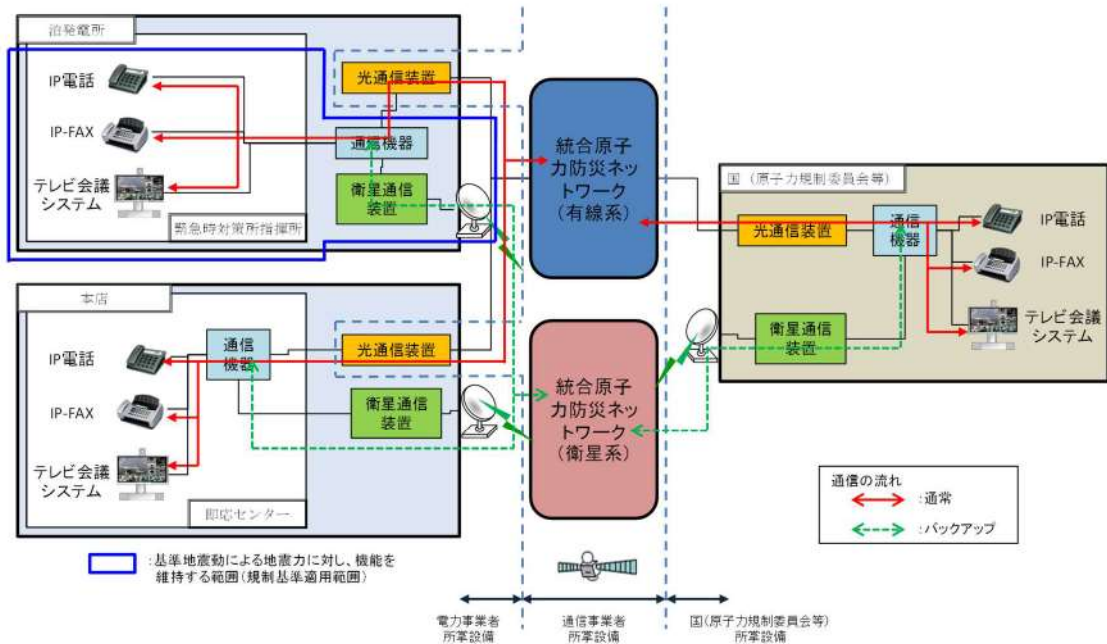 泊発電所
IP電話
IP-FAX
テレビ会議
システム
緊急時対策所指揮所
光通信装置
通信機器
衛星通信
装置
本店
IP電話
IP-FAX
テレビ会議
システム
即応センター
通信
機器
光通信装置
衛星通信
装置
統合原子
力防災ネッ
トワーク
(有線系)
統合原子
力防災ネッ
トワーク
(衛星系)
国(原子力規制委員会等)
光通信装置
通信
機器
衛星通信
装置
IP電話
IP-FAX
テレビ会議
システム
通信の流れ
:通常
:バックアップ
:基準地震動による地震力に対し、機能を
維持する範囲(規制基準適用範囲)
電力事業者
所掌設備
通信事業者
所掌設備
国(原子力規制委員会等)
所掌設備